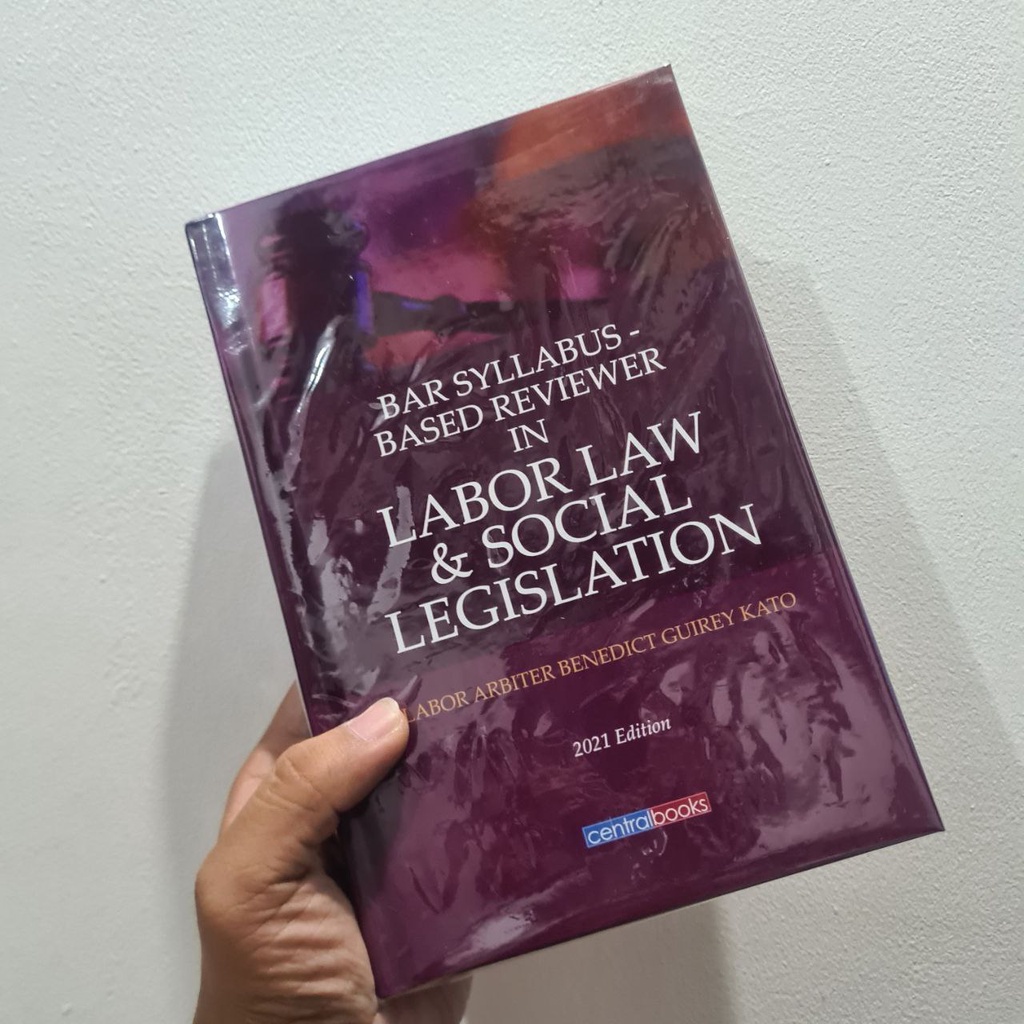 BAR SYLLABUS -
BASED REVIEWER
IN
LABOR LAW
& SOCIAL
LEGISLATION
LABOR ARBITER BENEDICT GUIREY KATO
2021 Edition
centralbooks